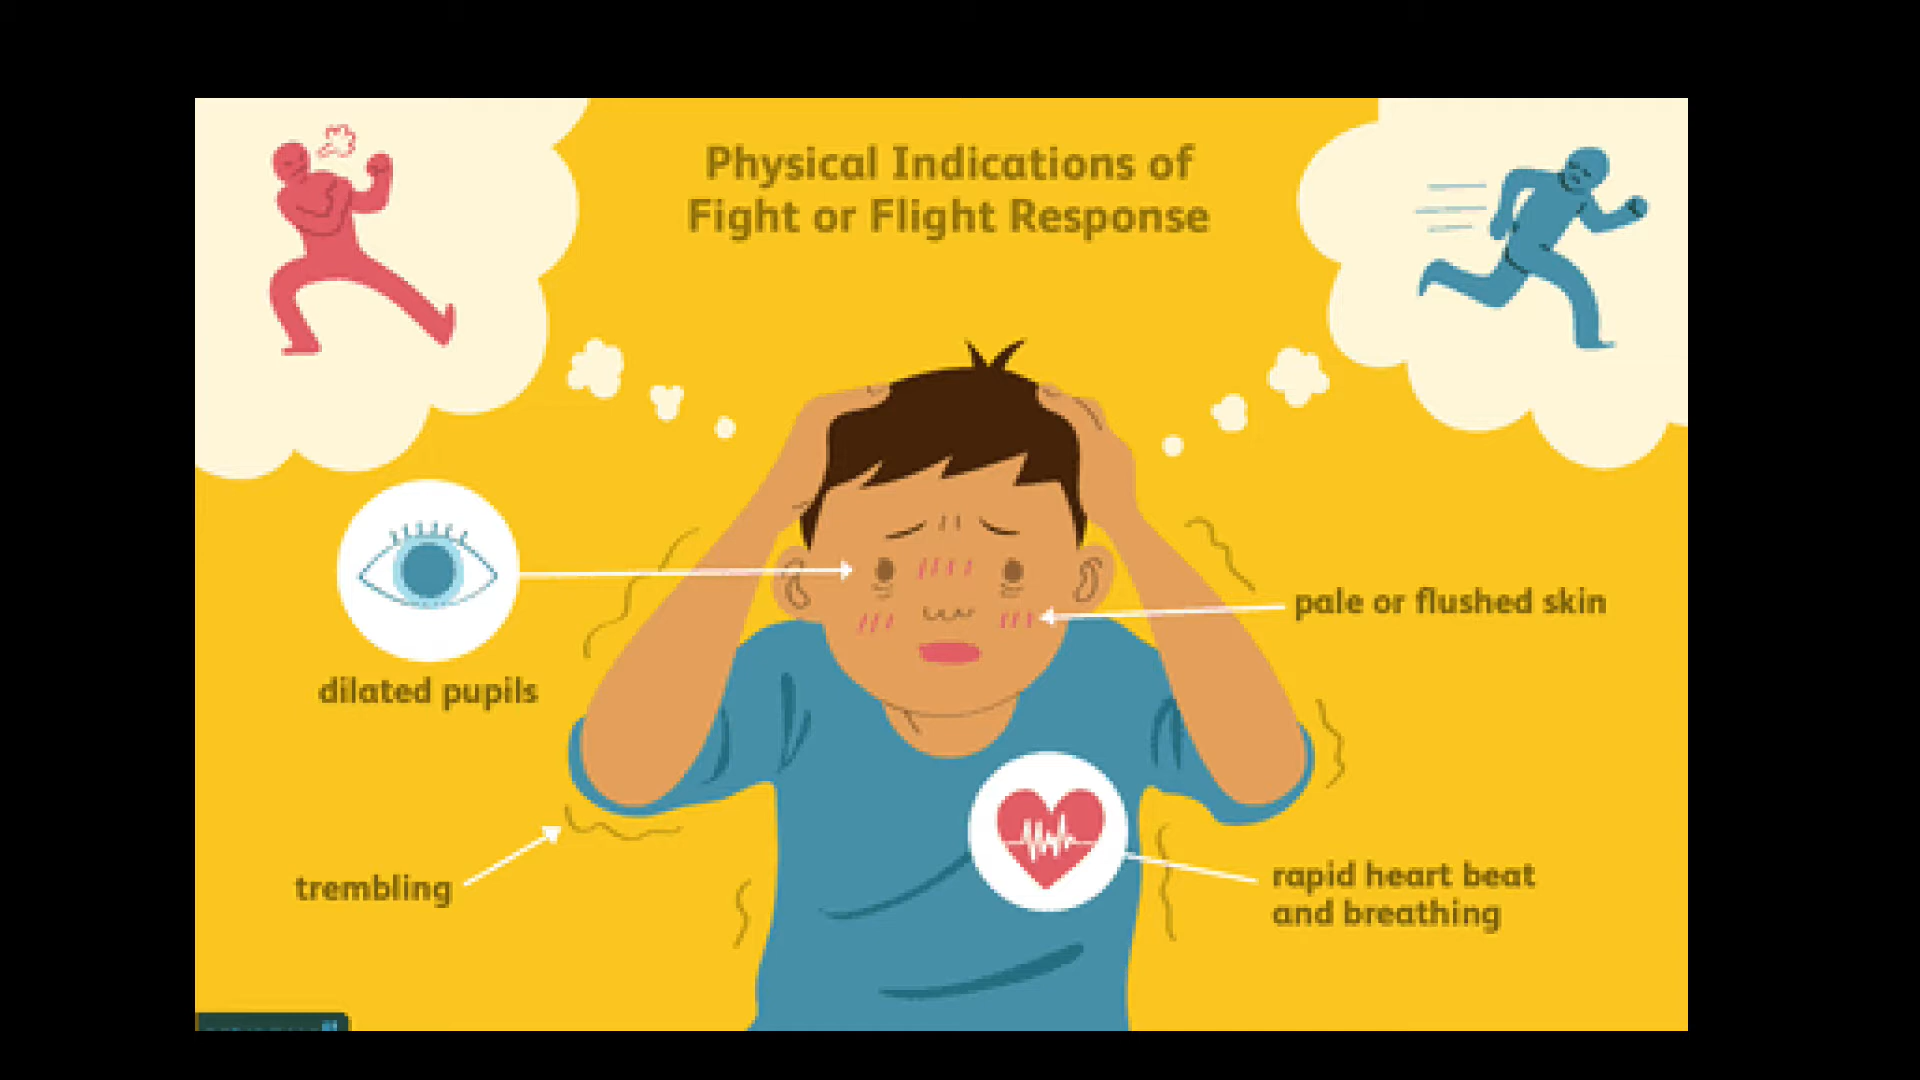 Physical Indications of
Fight or Flight Response
pale or flushed skin
dilated pupils
trembling
rapid heart beat
and breathing